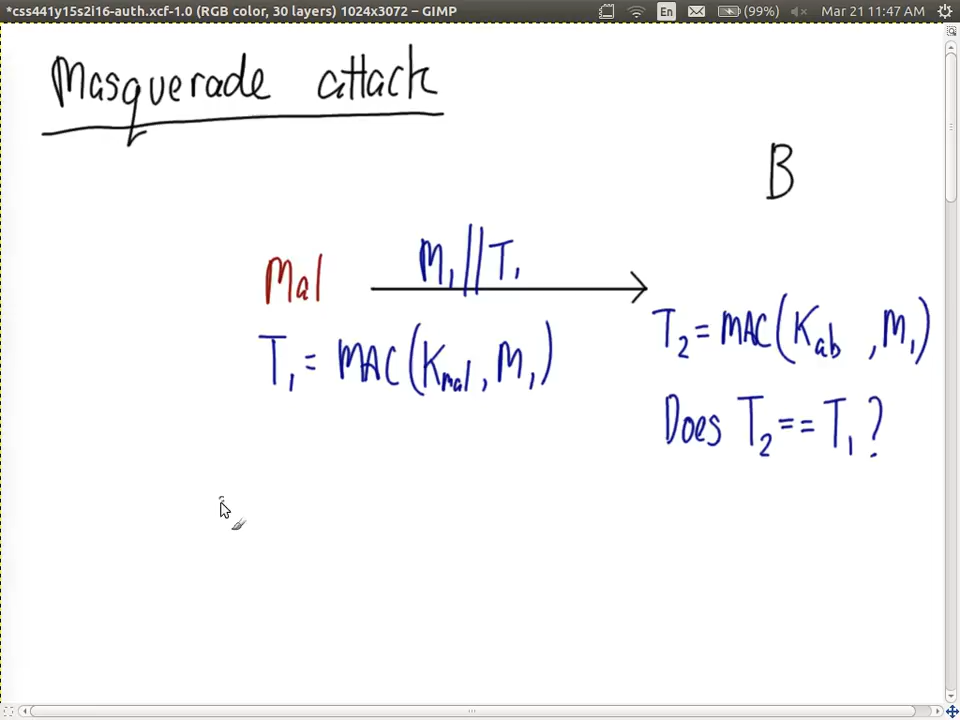 *css441y15s2i16-auth.xcf-1.0 (RGB color, 30 layers) 1024x3072 – GIMP
En
(99%)
Mar 21 11:47 AM
Masquerade attack
B
Mal
M₁||T₁
T₁ = MAC(Kmal, M₁)
T₂ = MAC(Kab, M₁)
Does T₂ == T₁?